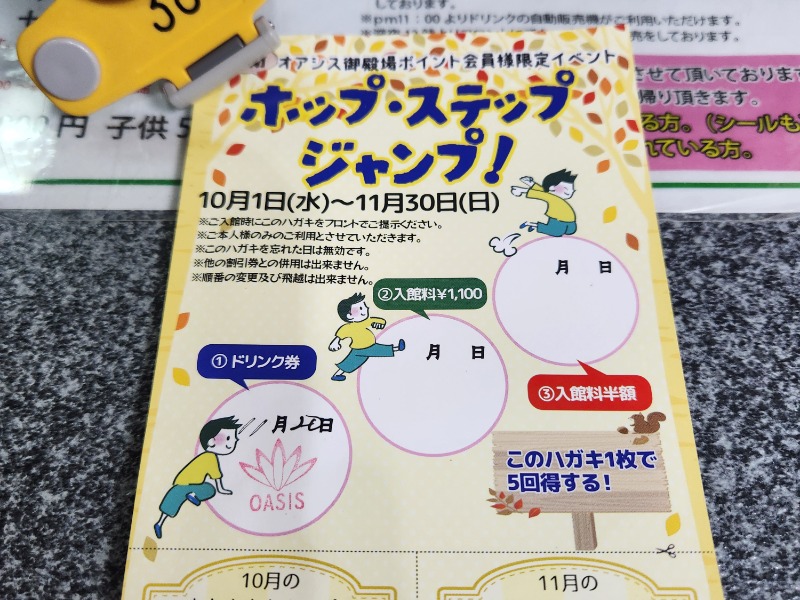 30
しております。
※pm11：00よりドリンクの自動販売機がご利用いただけます。
円 子供5
させて頂いております
帰り頂きます。
る方。(シールも)
れている方。
オアシス御殿場ポイント会員様限定イベント
ホップ・ステップ
ジャンプ!
10月1日(水)～11月30日(日)
※ご入館時にこのハガキをフロントでご提示ください。
※ご本人様のみのご利用とさせていただきます。
※このハガキを忘れた日は無効です。
※他の割引券との併用は出来ません。
※順番の変更及び飛越は出来ません。
①ドリンク券
11月20日
OASIS
②入館料¥1,100
月 日
月 日
③入館料半額
このハガキ1枚で
5回得する!
10月の
11月の